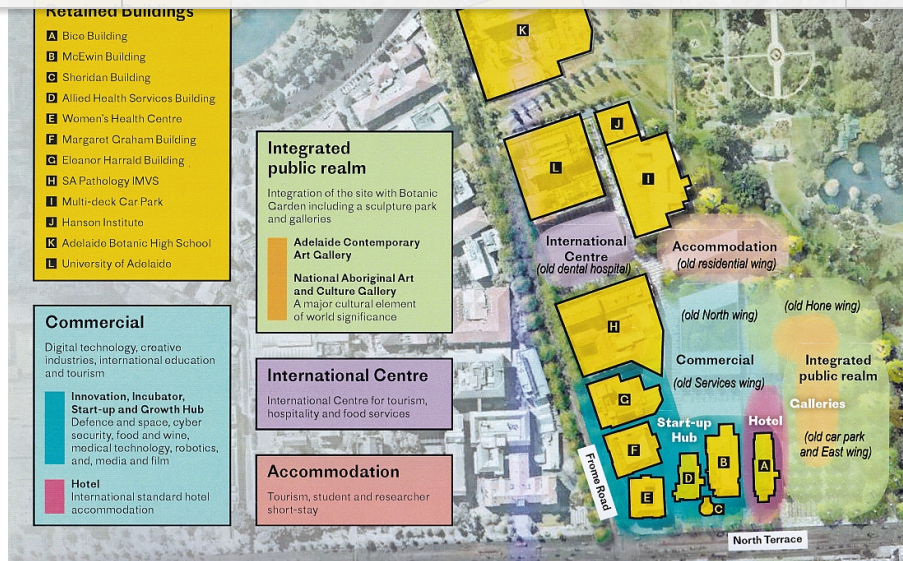 Retained Buildings
A Bice Building
B McEwin Building
C Sheridan Building
D Allied Health Services Building
E Women's Health Centre
F Margaret Graham Building
G Eleanor Harrald Building
H SA Pathology IMVS
I Multi-deck Car Park
J Hanson Institute
K Adelaide Botanic High School
L University of Adelaide
Commercial
Digital technology, creative
industries, international education
and tourism
Innovation, Incubator,
Start-up and Growth Hub
Defence and space, cyber
security, food and wine,
medical technology, robotics,
and, media and film
Hotel
International standard hotel
accommodation
Integrated
public realm
Integration of the site with Botanic
Garden including a sculpture park
and galleries
Adelaide Contemporary
Art Gallery
National Aboriginal Art
and Culture Gallery
A major cultural element
of world significance
International Centre
International Centre for tourism,
hospitality and food services
Accommodation
Tourism, student and researcher
short-stay
K
J
L
I
International
Centre
(old dental hospital)
Accommodation
(old residential wing)
(old North wing)
(old Hone wing)
H
Commercial
(old Services wing)
Integrated
public realm
G
Galleries
Start-up
Hub
Hotel
(old car park
and East wing)
F
B
A
D
E
C
Frome Road
North Terrace